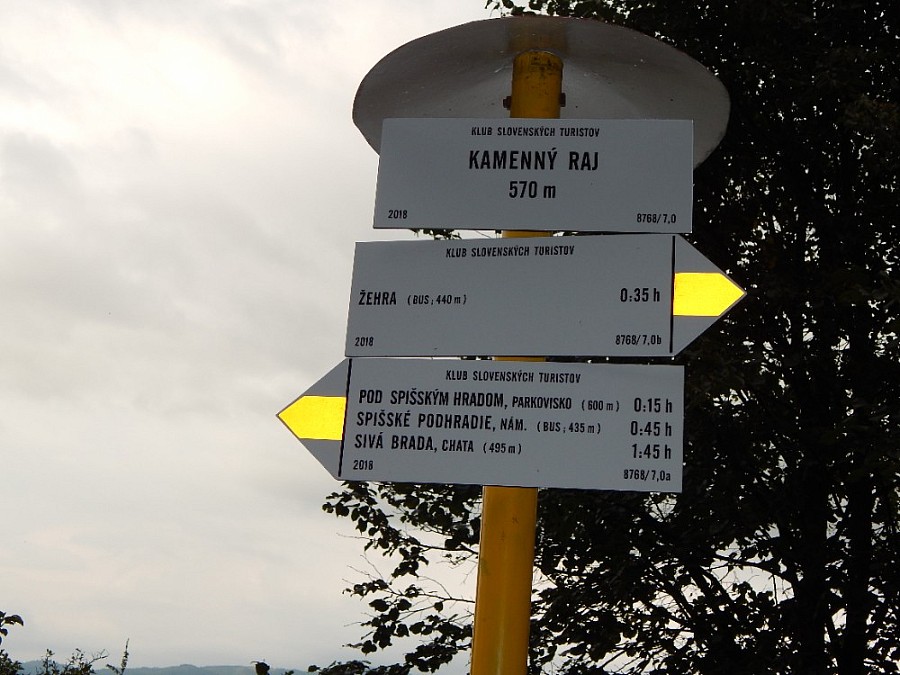 KLUB SLOVENSKÝCH TURISTOV
KAMENNÝ RAJ
570 m
2018 8768/7,0
KLUB SLOVENSKÝCH TURISTOV
ŽEHRA (BUS; 440 m) 0:35 h
2018 8768/7,0b
KLUB SLOVENSKÝCH TURISTOV
POD SPIŠSKÝM HRADOM, PARKOVISKO (600 m) 0:15 h
SPIŠSKÉ PODHRADIE, NÁM. (BUS; 435 m) 0:45 h
SIVÁ BRADA, CHATA (495 m) 1:45 h
2018 8768/7,0a